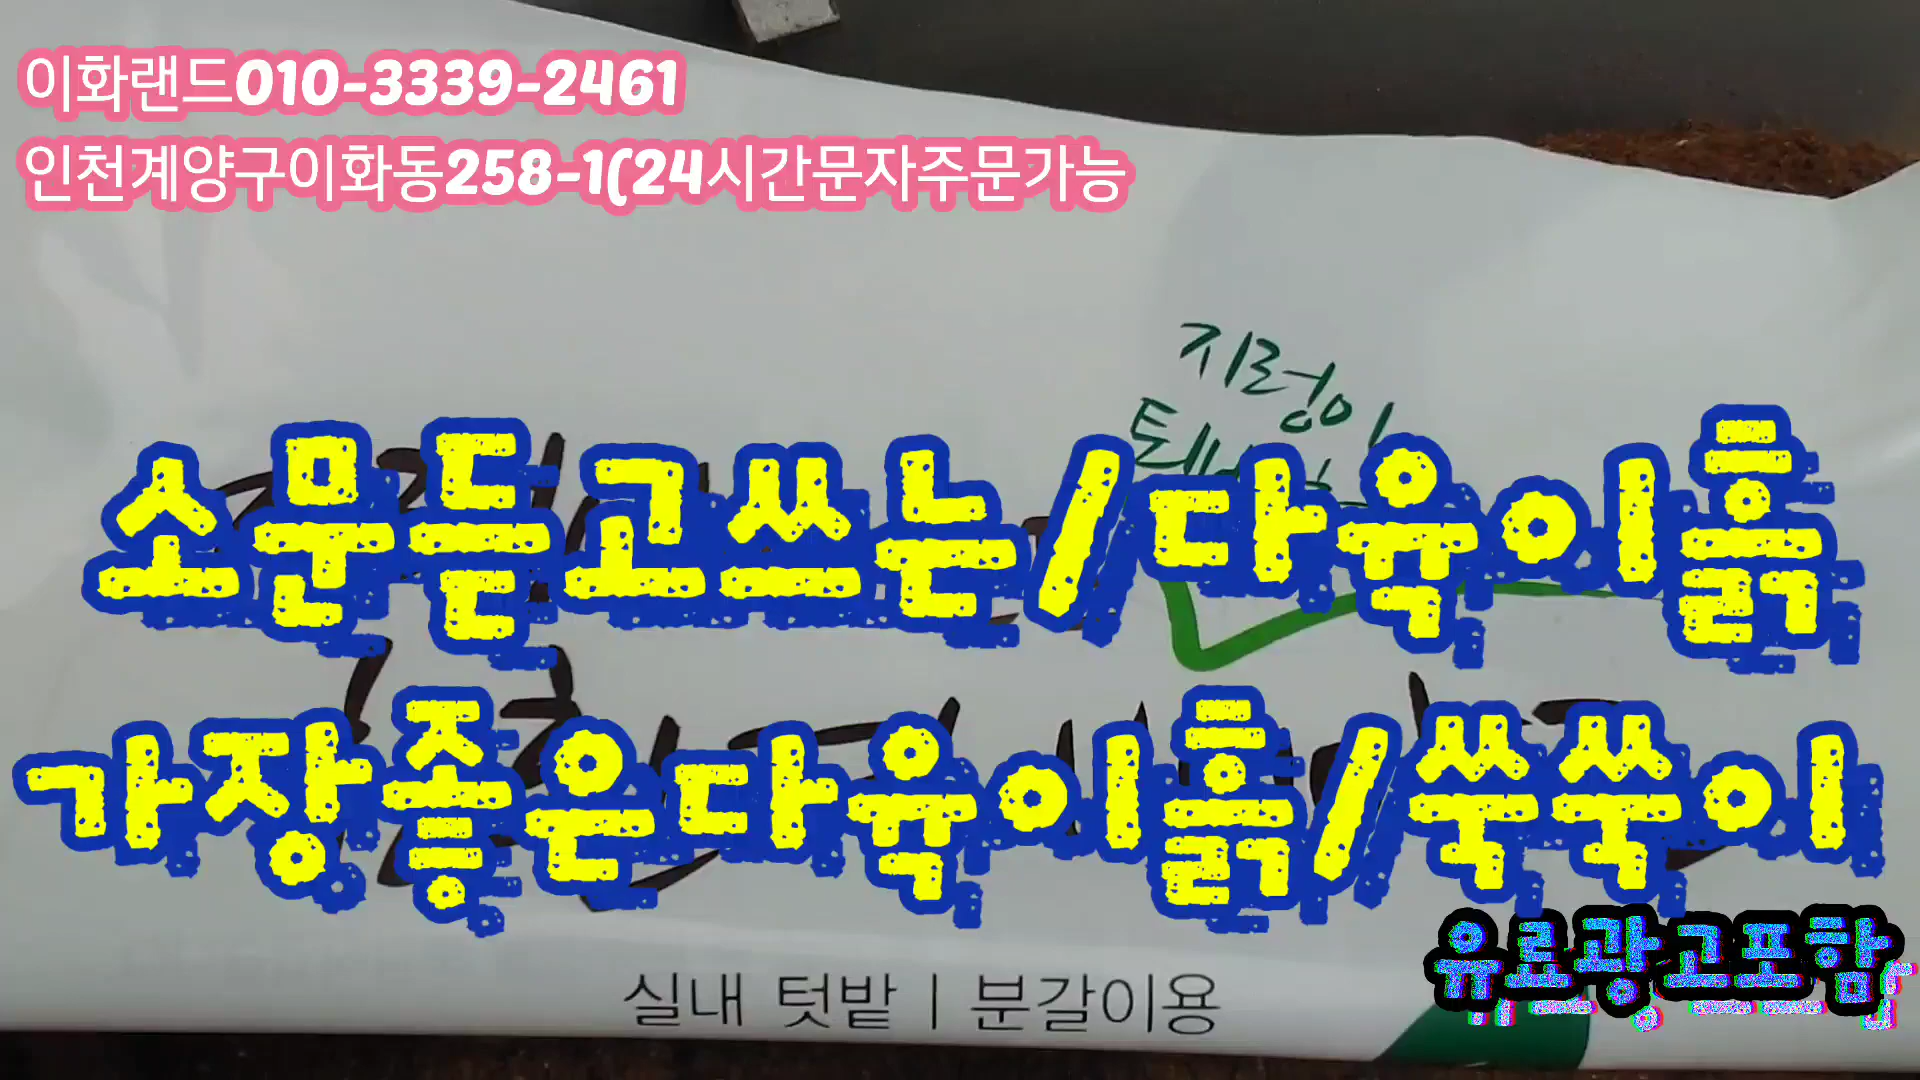 이화랜드010-3339-2461
인천계양구이화동258-1(24시간문자주문가능
지렁이
소문듣고쓰는/다육이흙
가장좋은다육이흙/쑥쑥이
유료광고포함
실내 텃밭 | 분갈이용